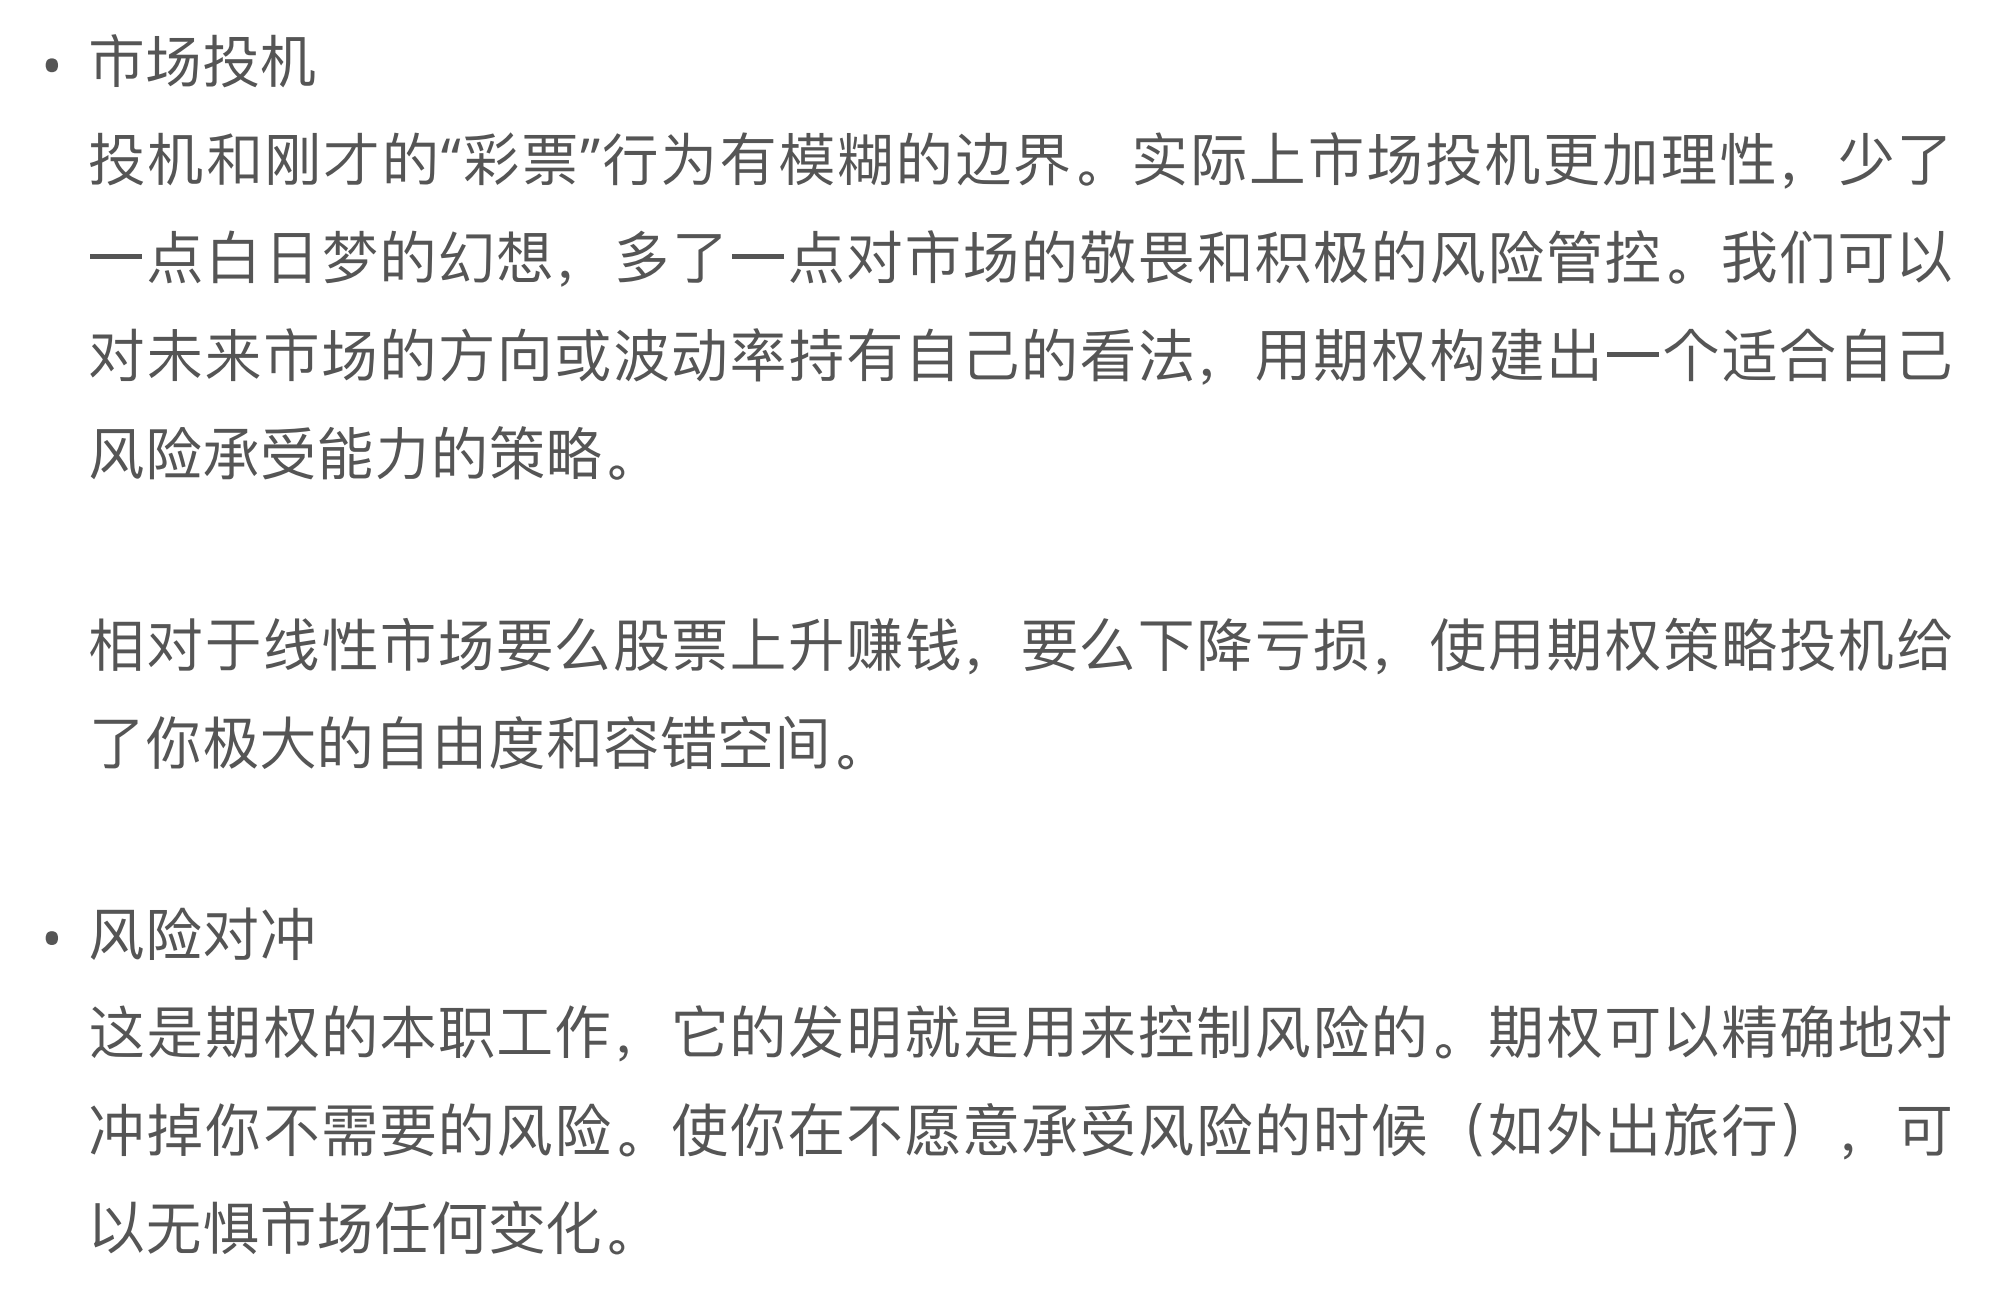 • 市场投机
投机和刚才的“彩票”行为有模糊的边界。实际上市场投机更加理性，少了
一点白日梦的幻想，多了一点对市场的敬畏和积极的风险管控。我们可以
对未来市场的方向或波动率持有自己的看法，用期权构建出一个适合自己
风险承受能力的策略。
相对于线性市场要么股票上升赚钱，要么下降亏损，使用期权策略投机给
了你极大的自由度和容错空间。
• 风险对冲
这是期权的本职工作，它的发明就是用来控制风险的。期权可以精确地对
冲掉你不需要的风险。使你在不愿意承受风险的时候（如外出旅行），可
以无惧市场任何变化。